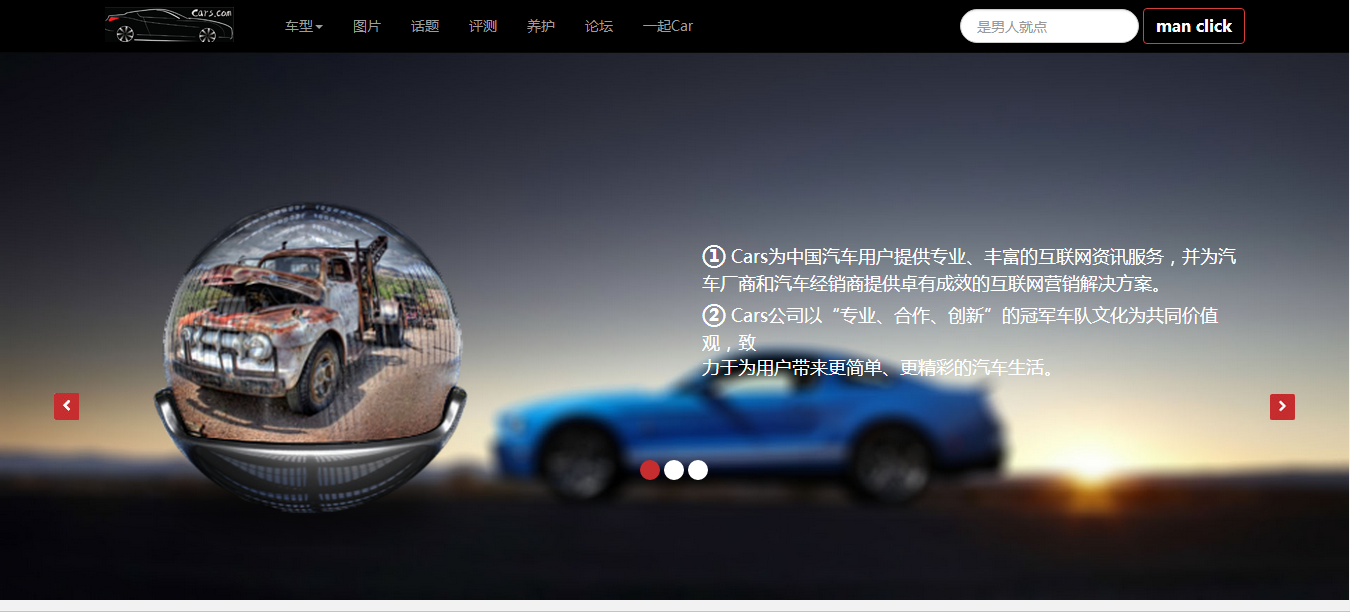 Cars.com
车型
图片
话题
评测
养护
论坛
一起Car
是男人就点
man click
① Cars为中国汽车用户提供专业、丰富的互联网资讯服务，并为汽
车厂商和汽车经销商提供卓有成效的互联网营销解决方案。
② Cars公司以“专业、合作、创新”的冠军车队文化为共同价值
观，致
力于为用户带来更简单、更精彩的汽车生活。